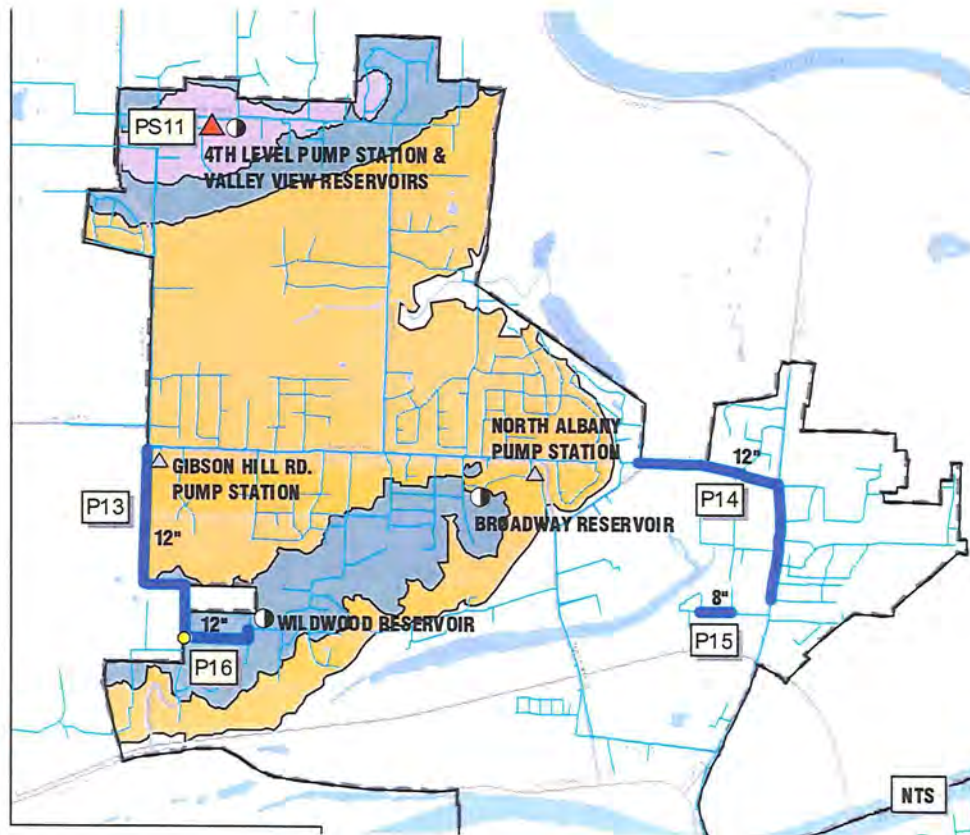 PS11
4TH LEVEL PUMP STATION &
VALLEY VIEW RESERVOIRS
NORTH ALBANY
PUMP STATION
12"
GIBSON HILL RD.
PUMP STATION
P14
P13
BROADWAY RESERVOIR
12"
8"
12"
WILDWOOD RESERVOIR
P15
P16
NTS